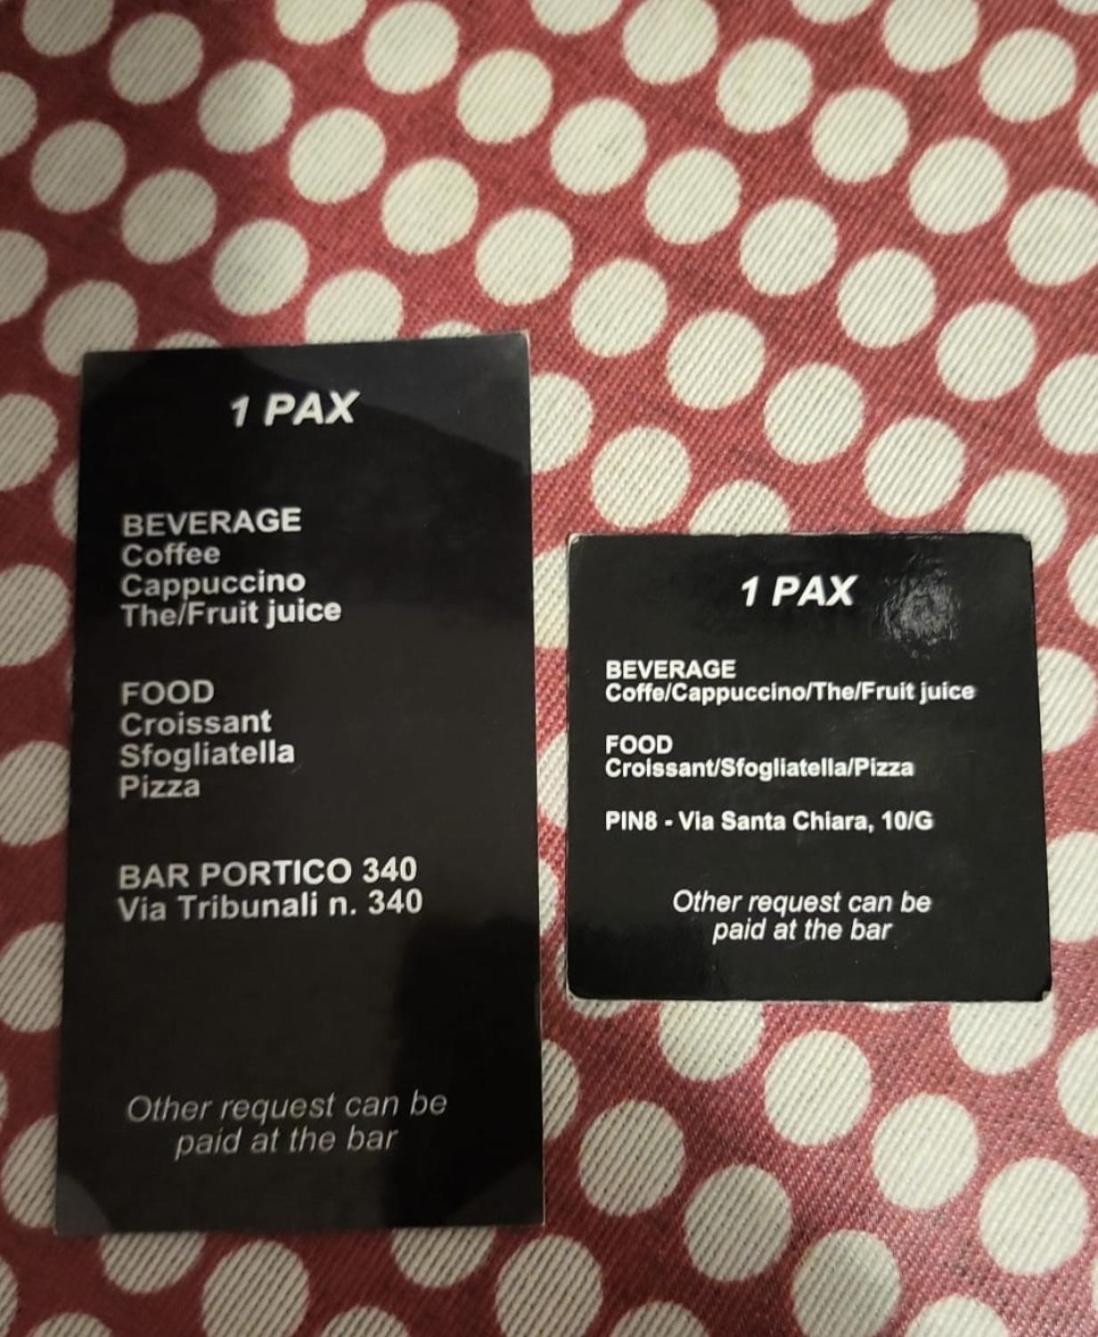 1 PAX
BEVERAGE
Coffee
Cappuccino
The/Fruit juice
FOOD
Croissant
Sfogliatella
Pizza
BAR PORTICO 340
Via Tribunali n. 340
Other request can be
paid at the bar
1 PAX
BEVERAGE
Coffe/Cappuccino/The/Fruit juice
FOOD
Croissant/Sfogliatella/Pizza
PIN8 - Via Santa Chiara, 10/G
Other request can be
paid at the bar